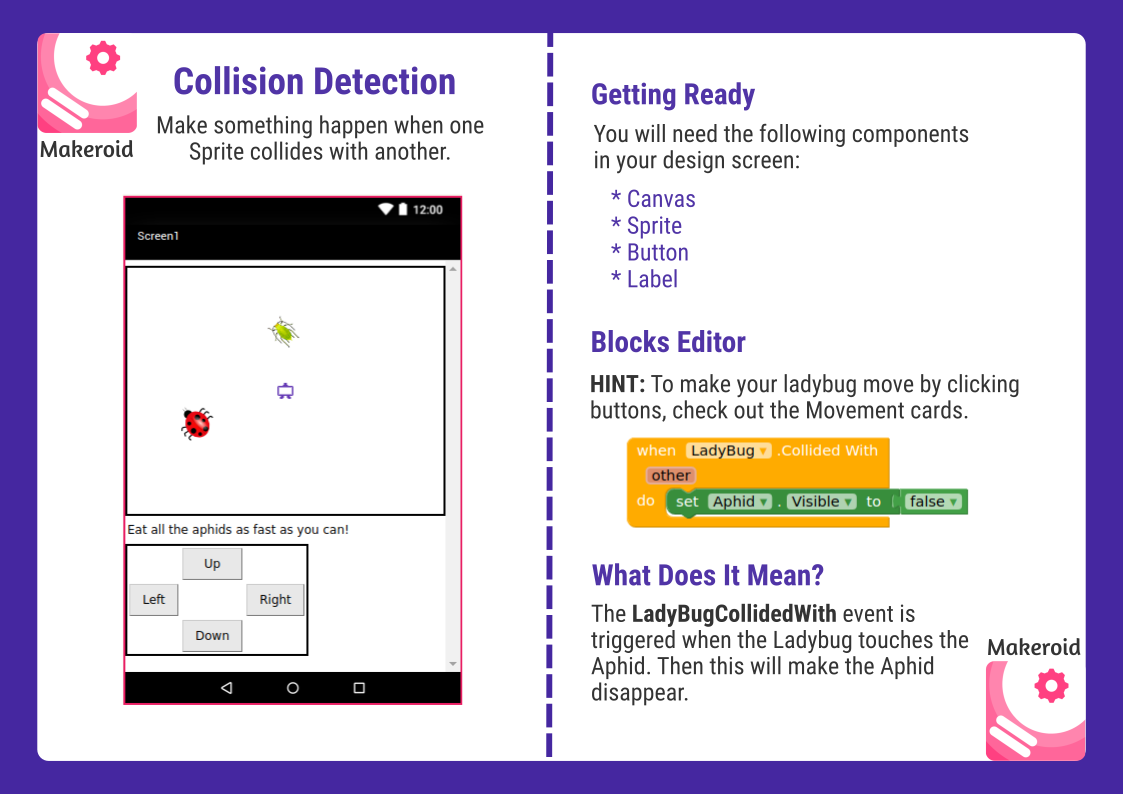 Makeroid
Collision Detection
Make something happen when one
Sprite collides with another.
12:00
Screen1
Eat all the aphids as fast as you can!
Up
Left
Right
Down
Getting Ready
You will need the following components
in your design screen:
* Canvas
* Sprite
* Button
* Label
Blocks Editor
HINT: To make your ladybug move by clicking
buttons, check out the Movement cards.
when LadyBug .Collided With
other
do set Aphid . Visible to false
What Does It Mean?
The LadyBugCollidedWith event is
triggered when the Ladybug touches the
Aphid. Then this will make the Aphid
disappear.
Makeroid